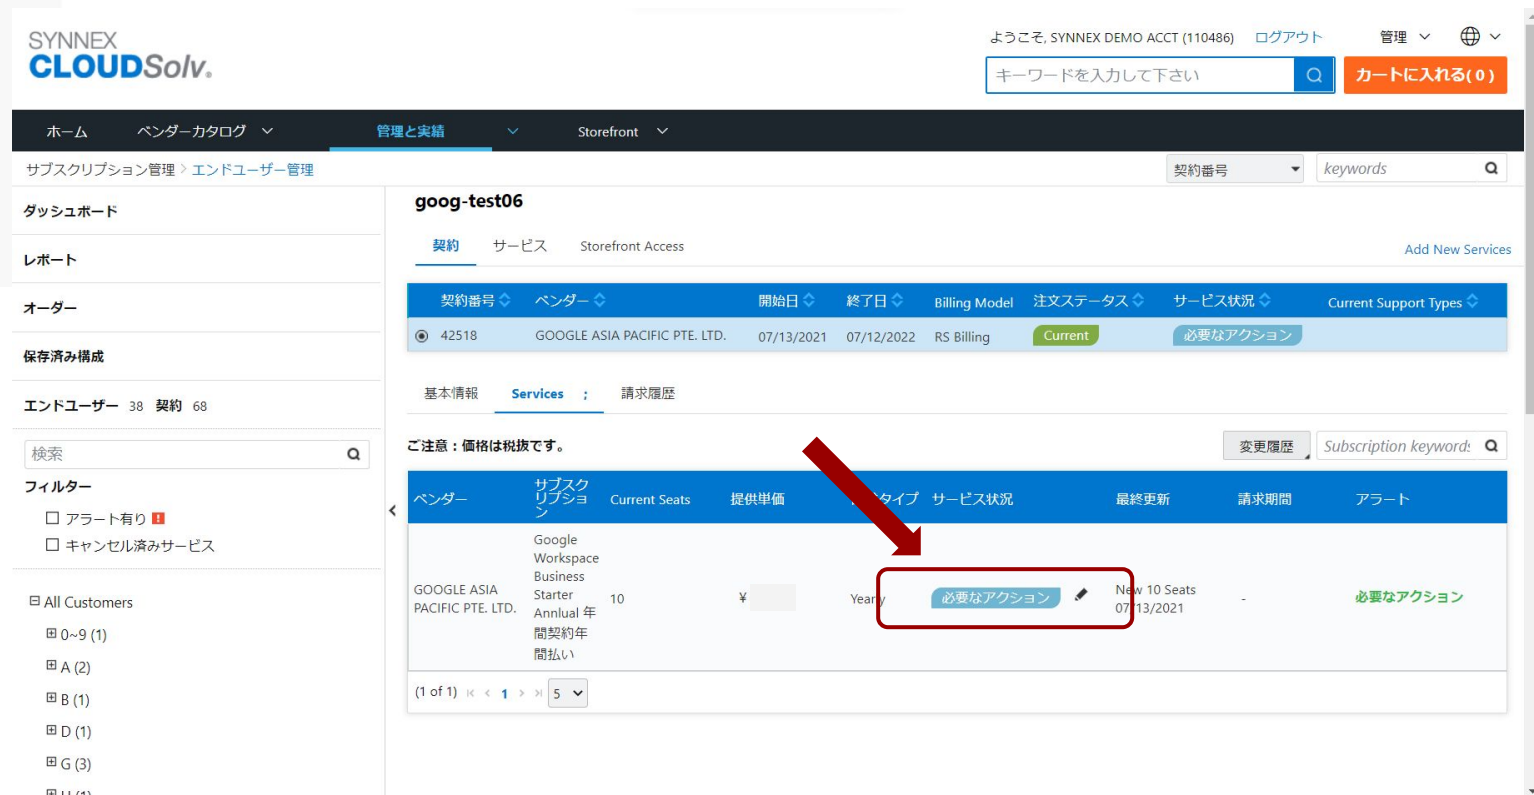 SYNNEX
CLOUDSolv.
ようこそ, SYNNEX DEMO ACCT (110486) ログアウト 管理
キーワードを入力して下さい カートに入れる( 0 )
ホーム ベンダーカタログ 管理と実績 Storefront
サブスクリプション管理 > エンドユーザー管理 契約番号 keywords
ダッシュボード
レポート
オーダー
保存済み構成
エンドユーザー 38 契約 68
検索
フィルター
アラート有り !
キャンセル済みサービス
All Customers
0~9 (1)
A (2)
B (1)
D (1)
G (3)
goog-test06
契約 サービス Storefront Access
Add New Services
契約番号 ベンダー 開始日 終了日 Billing Model 注文ステータス サービス状況 Current Support Types
42518 GOOGLE ASIA PACIFIC PTE. LTD. 07/13/2021 07/12/2022 RS Billing Current 必要なアクション
基本情報 Services ; 請求履歴
ご注意：価格は税抜です。 変更履歴 Subscription keyword
ベンダー サブスクリプション Current Seats 提供単価 タイプ サービス状況 最終更新 請求期間 アラート
GOOGLE ASIA
PACIFIC PTE. LTD.
Google
Workspace
Business
Starter
Annlual 年
間契約年
間払い
10 ¥ Yearly 必要なアクション
New 10 Seats
07/13/2021
- 必要なアクション
(1 of 1) 1 5